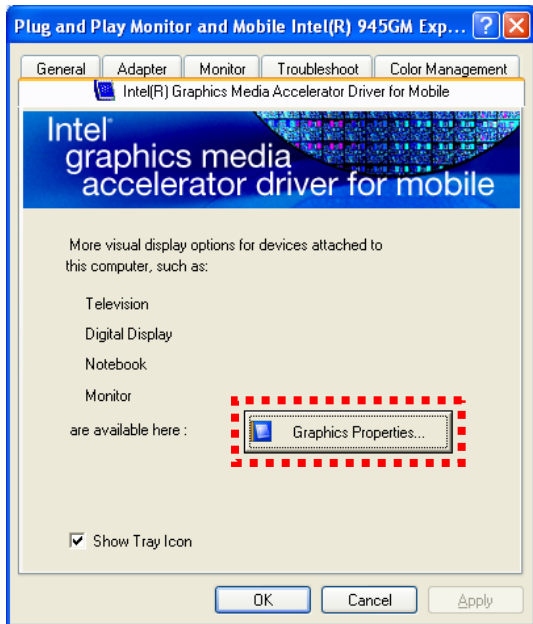 Plug and Play Monitor and Mobile Intel(R) 945GM Exp...
General Adapter Monitor Troubleshoot Color Management
Intel(R) Graphics Media Accelerator Driver for Mobile
Intel®
graphics media
accelerator driver for mobile
More visual display options for devices attached to
this computer, such as:
Television
Digital Display
Notebook
Monitor
are available here :
Graphics Properties...
Show Tray Icon
OK Cancel Apply